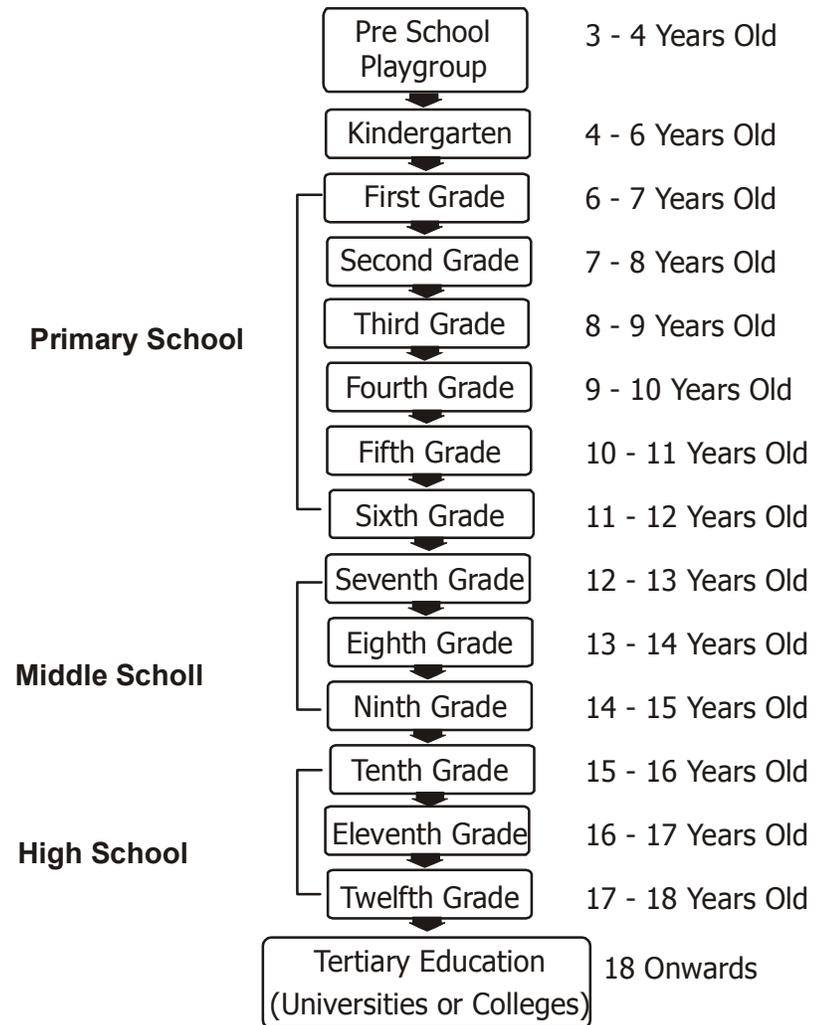 Pre School
Playgroup
3 - 4 Years Old
Kindergarten
4 - 6 Years Old
First Grade
6 - 7 Years Old
Second Grade
7 - 8 Years Old
Primary School
Third Grade
8 - 9 Years Old
Fourth Grade
9 - 10 Years Old
Fifth Grade
10 - 11 Years Old
Sixth Grade
11 - 12 Years Old
Seventh Grade
12 - 13 Years Old
Middle Scholl
Eighth Grade
13 - 14 Years Old
Ninth Grade
14 - 15 Years Old
Tenth Grade
15 - 16 Years Old
High School
Eleventh Grade
16 - 17 Years Old
Twelfth Grade
17 - 18 Years Old
Tertiary Education
(Universities or Colleges)
18 Onwards